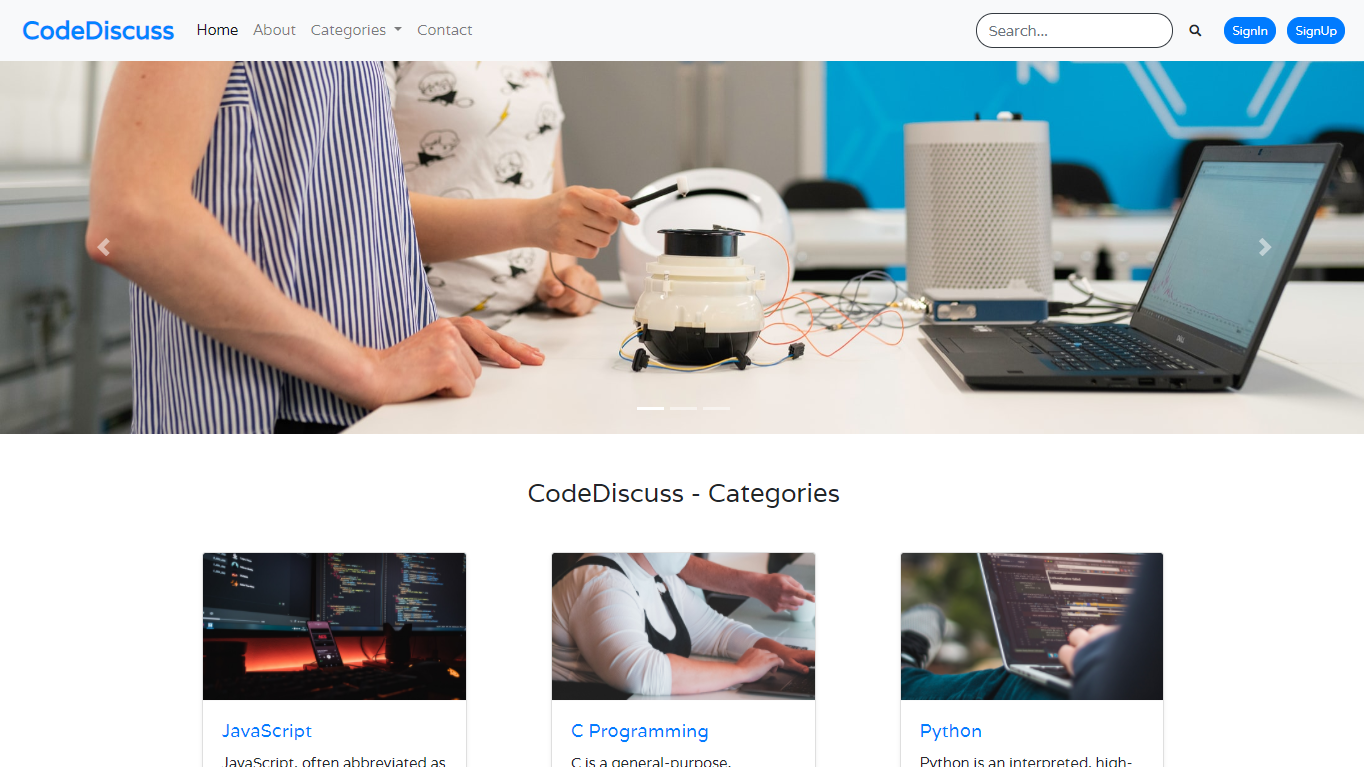 CodeDiscuss Home About Categories Contact Search... SignIn SignUp
N
DELL
CodeDiscuss - Categories
JavaScript C Programming Python
JavaScript, often abbreviated as C is a general-purpose, Python is an interpreted, high-